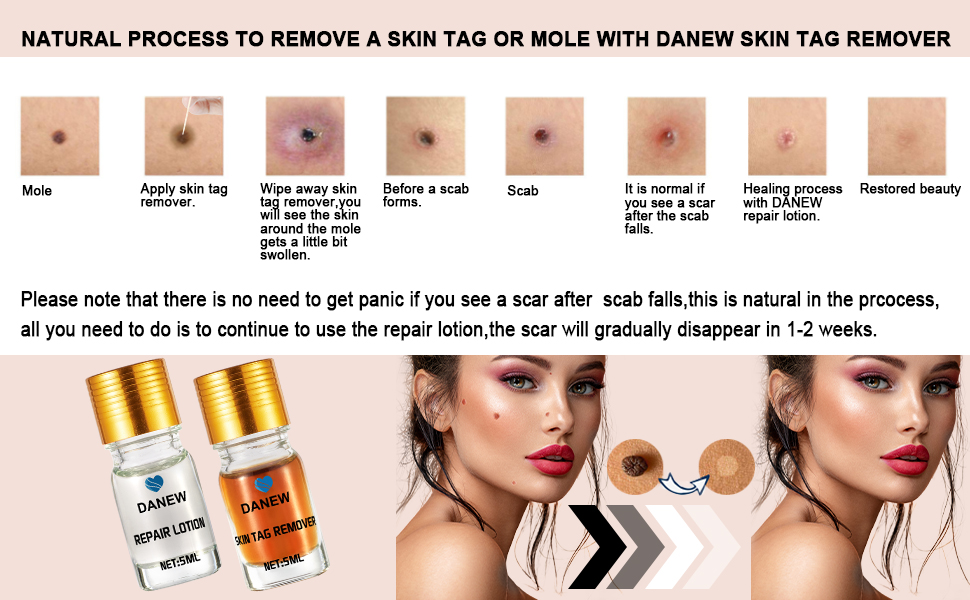 NATURAL PROCESS TO REMOVE A SKIN TAG OR MOLE WITH DANEW SKIN TAG REMOVER
Mole
Apply skin tag
remover.
Wipe away skin
tag remover,you
will see the skin
around the mole
gets a little bit
swollen.
Before a scab
forms.
Scab
It is normal if
you see a scar
after the scab
falls.
Healing process
with DANEW
repair lotion.
Restored beauty
Please note that there is no need to get panic if you see a scar after scab falls,this is natural in the prcocess,
all you need to do is to continue to use the repair lotion,the scar will gradually disappear in 1-2 weeks.
DANEW
REPAIR LOTION
NET:5ML
DANEW
SKIN TAG REMOVER
NET:5ML